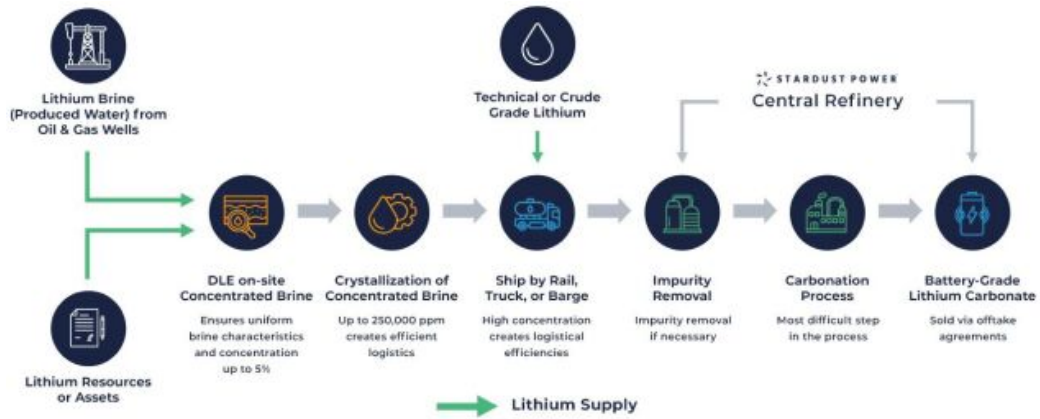 Lithium Brine
(Produced Water) from
Oil & Gas Wells
Technical or Crude
Grade Lithium
STARDUST POWER
Central Refinery
DLE on-site
Concentrated Brine
Ensures uniform
brine characteristics
and concentration
up to 5%
Crystallization of
Concentrated Brine
Up to 250,000 ppm
creates efficient
logistics
Ship by Rail,
Truck, or Barge
High concentration
creates logistical
efficiencies
Impurity
Removal
Impurity removal
if necessary
Carbonation
Process
Most difficult step
in the process
Battery-Grade
Lithium Carbonate
Sold via offtake
agreements
Lithium Resources
or Assets
Lithium Supply